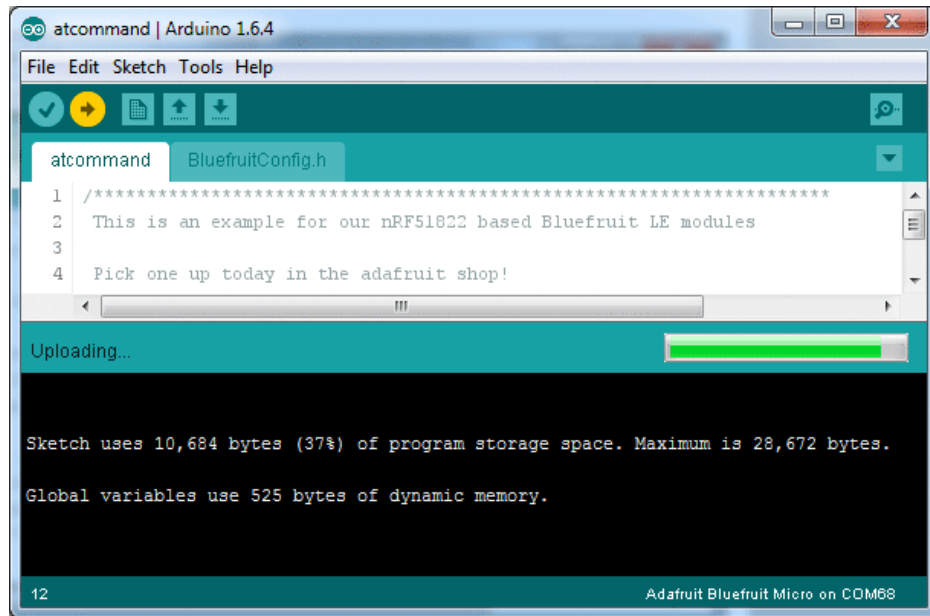 atcommand | Arduino 1.6.4
File Edit Sketch Tools Help
atcommand BluefruitConfig.h
1 /*********************************************************************
2 This is an example for our nRF51822 based Bluefruit LE modules
3
4 Pick one up today in the adafruit shop!
Uploading...
Sketch uses 10,684 bytes (37%) of program storage space. Maximum is 28,672 bytes.
Global variables use 525 bytes of dynamic memory.
12 Adafruit Bluefruit Micro on COM68